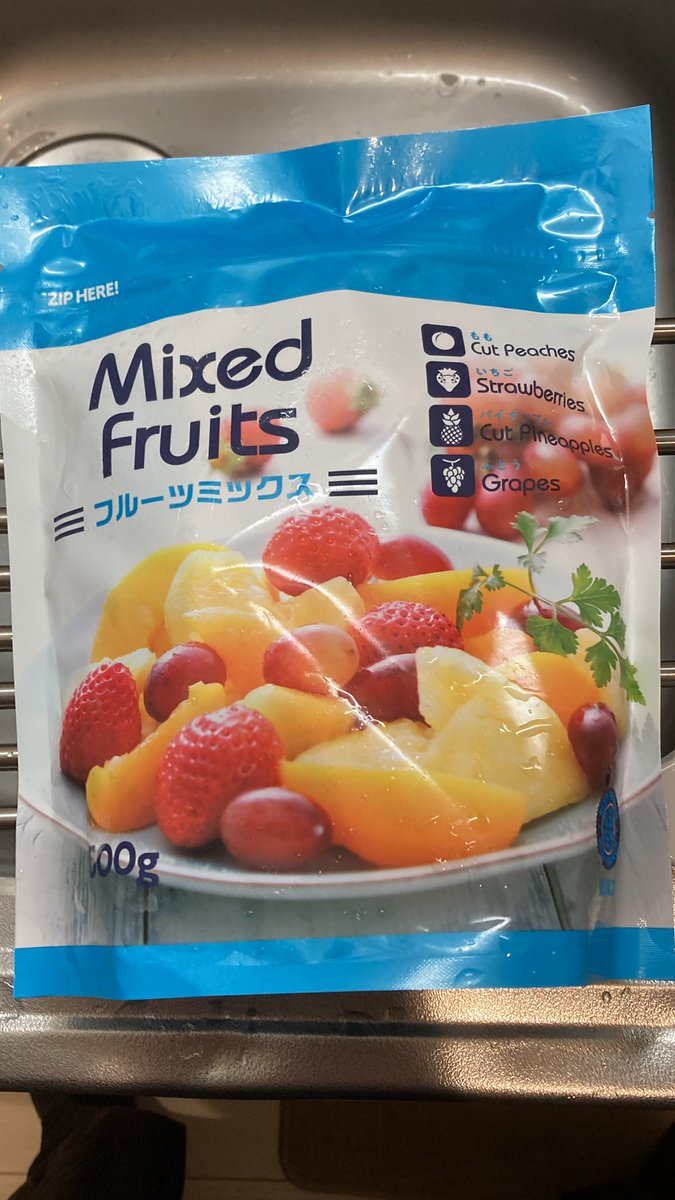 ZIP HERE!
Mixed
Fruits
フルーツミックス
もも
Cut Peaches
いちご
Strawberries
Cut Pineapples
Grapes